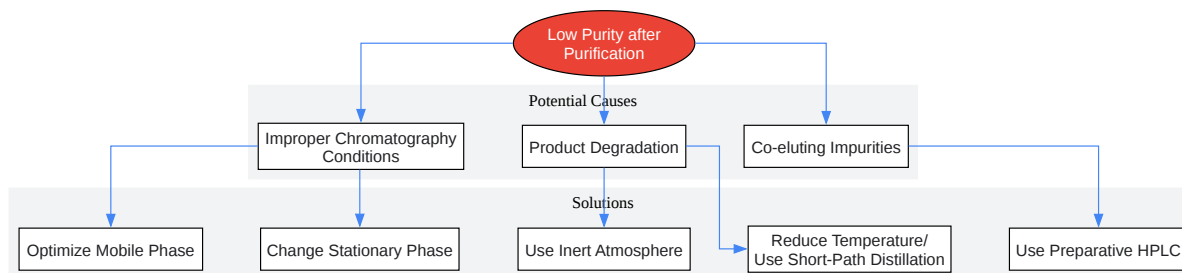 Low Purity after
Purification
Potential Causes
Improper Chromatography
Conditions
Product Degradation
Co-eluting Impurities
Solutions
Optimize Mobile Phase
Change Stationary Phase
Use Inert Atmosphere
Reduce Temperature/
Use Short-Path Distillation
Use Preparative HPLC